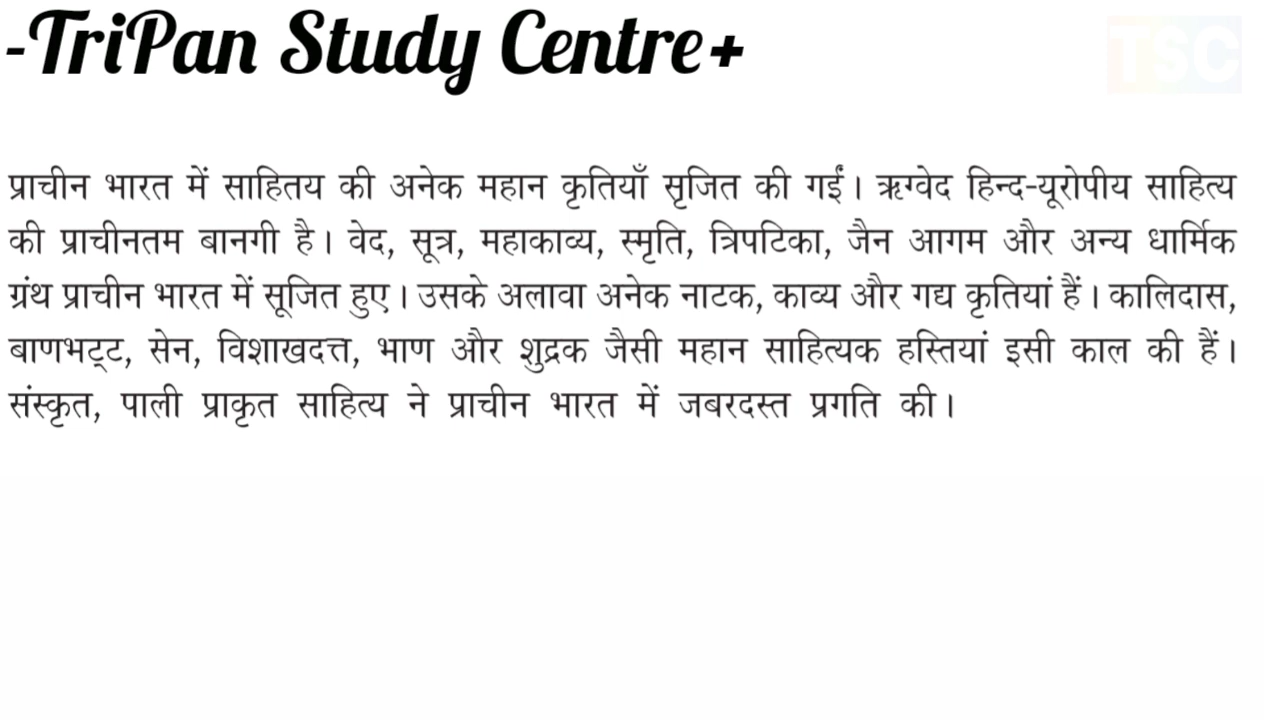 -TriPan Study Centre+
TSC
प्राचीन भारत में साहितय की अनेक महान कृतियाँ सृजित की गईं। ऋग्वेद हिन्द-यूरोपीय साहित्य
की प्राचीनतम बानगी है। वेद, सूत्र, महाकाव्य, स्मृति, त्रिपटिका, जैन आगम और अन्य धार्मिक
ग्रंथ प्राचीन भारत में सृजित हुए। उसके अलावा अनेक नाटक, काव्य और गद्य कृतियां हैं। कालिदास,
बाणभट्ट, सेन, विशाखदत्त, भाण और शुद्रक जैसी महान साहित्यक हस्तियां इसी काल की हैं।
संस्कृत, पाली प्राकृत साहित्य ने प्राचीन भारत में जबरदस्त प्रगति की।